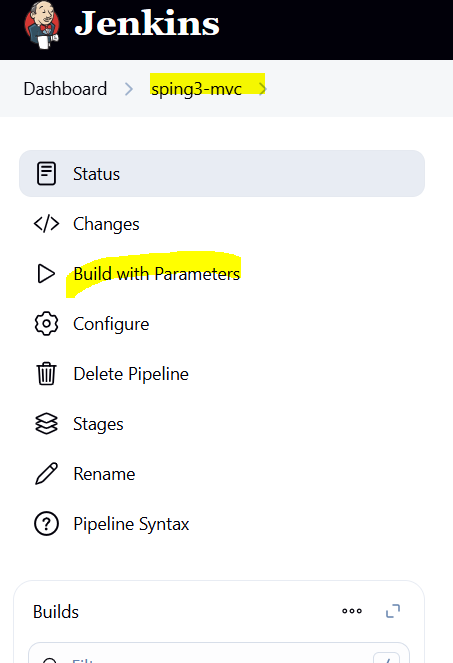 Jenkins
Dashboard > sping3-mvc >
Status
Changes
Build with Parameters
Configure
Delete Pipeline
Stages
Rename
Pipeline Syntax
Builds
/